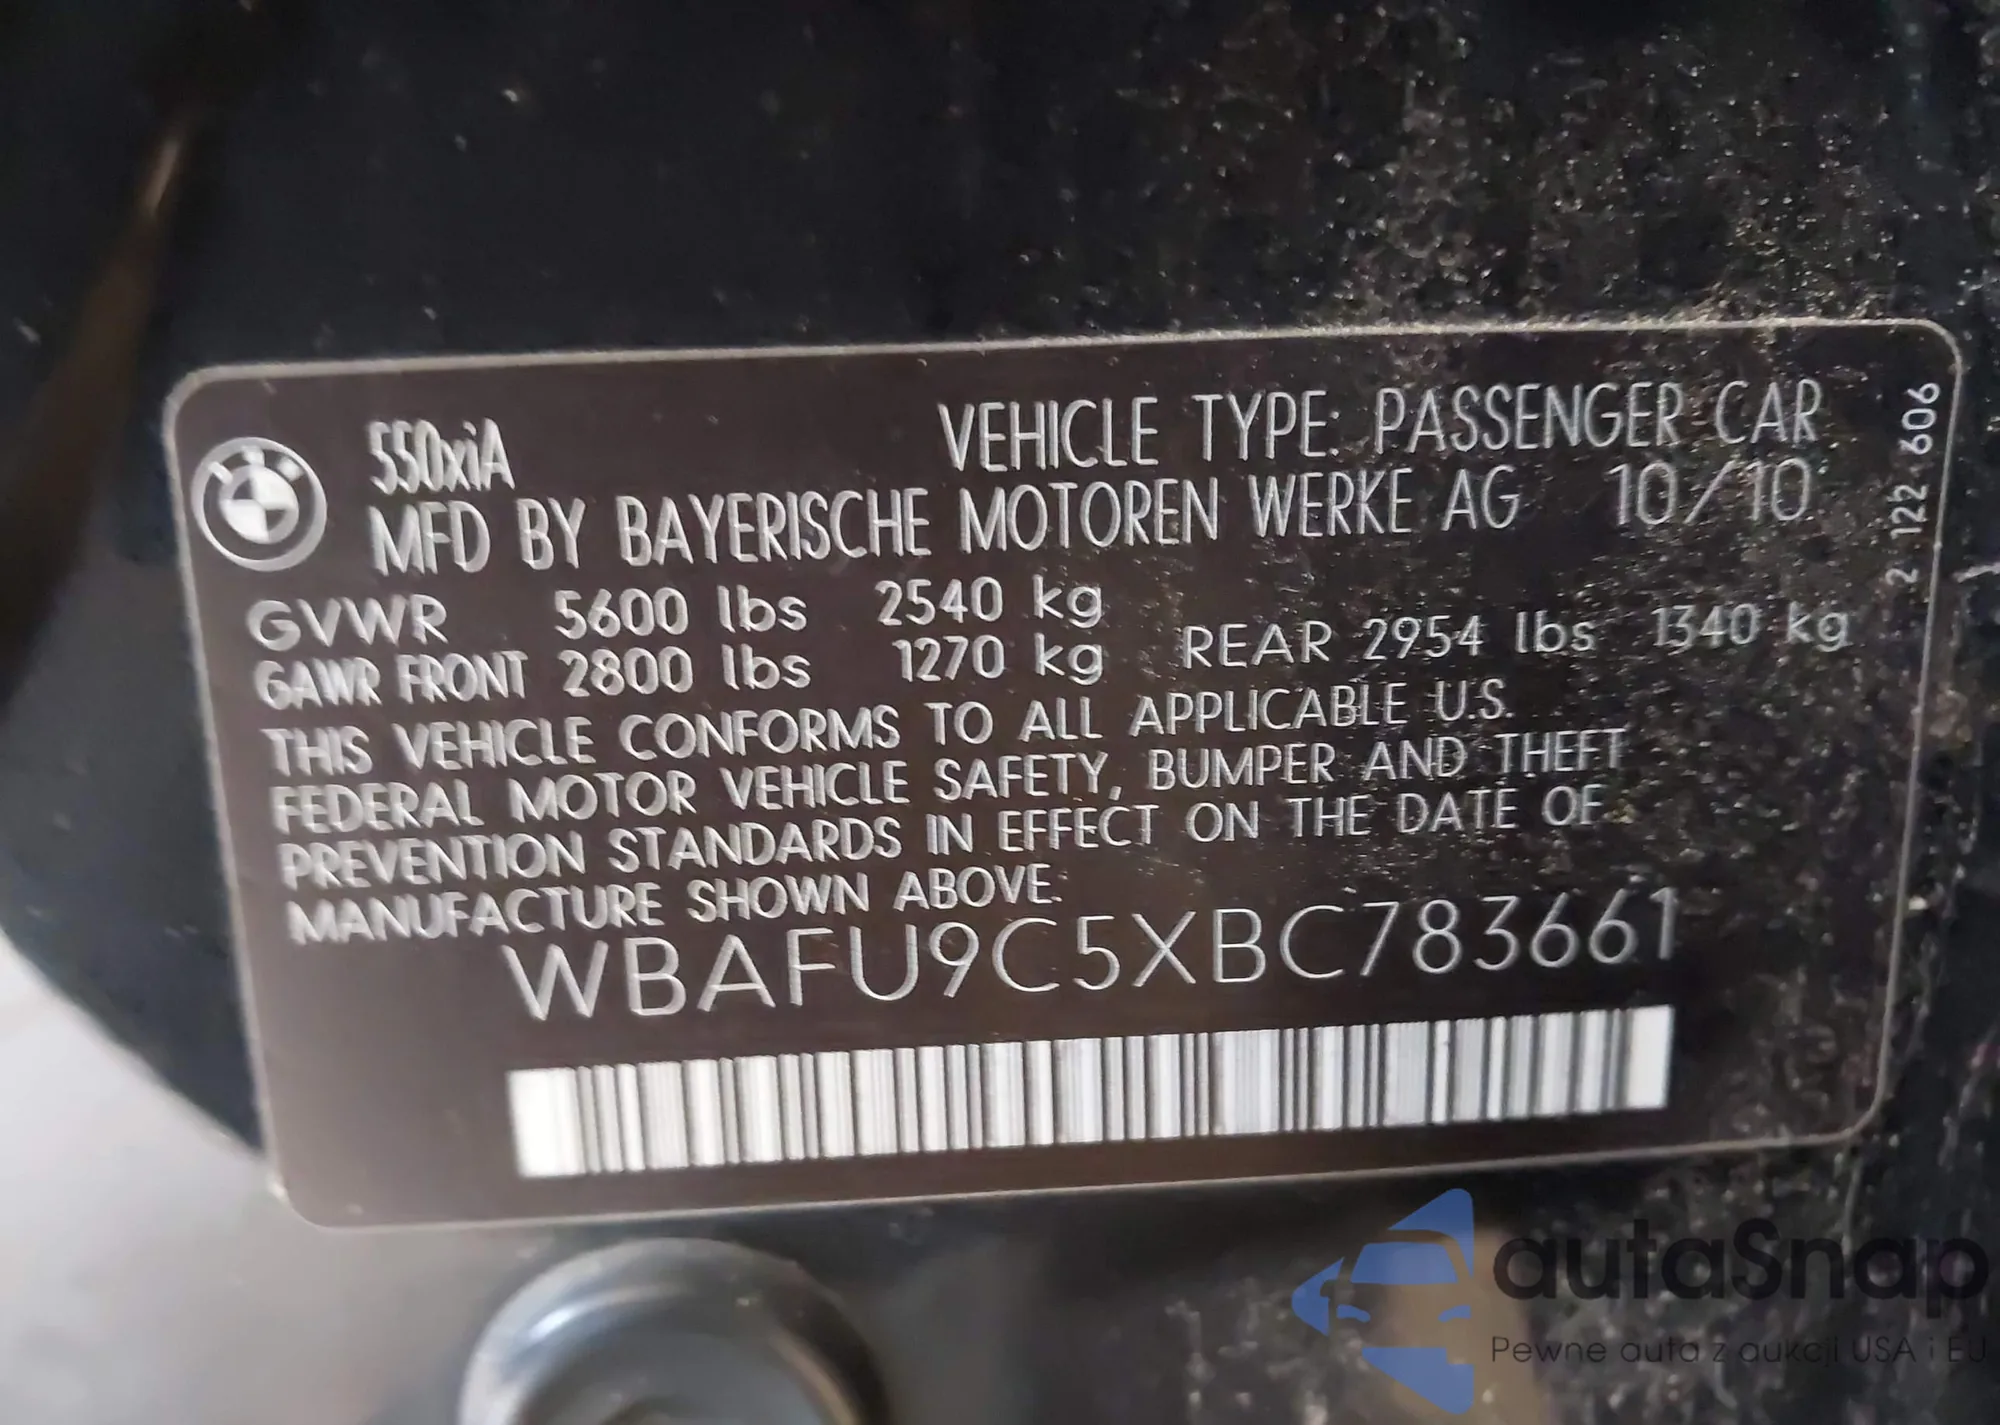 550xiA
VEHICLE TYPE: PASSENGER CAR
MFD BY BAYERISCHE MOTOREN WERKE AG 10/10
GVWR 5600 lbs 2540 kg
GAWR FRONT 2800 lbs 1270 kg REAR 2954 lbs 1340 kg
THIS VEHICLE CONFORMS TO ALL APPLICABLE U.S.
FEDERAL MOTOR VEHICLE SAFETY, BUMPER AND THEFT
PREVENTION STANDARDS IN EFFECT ON THE DATE OF
MANUFACTURE SHOWN ABOVE.
WBAFU9C5XBC783661
2 122 606
autaSnap
Pewne auta z aukcji USA i EU